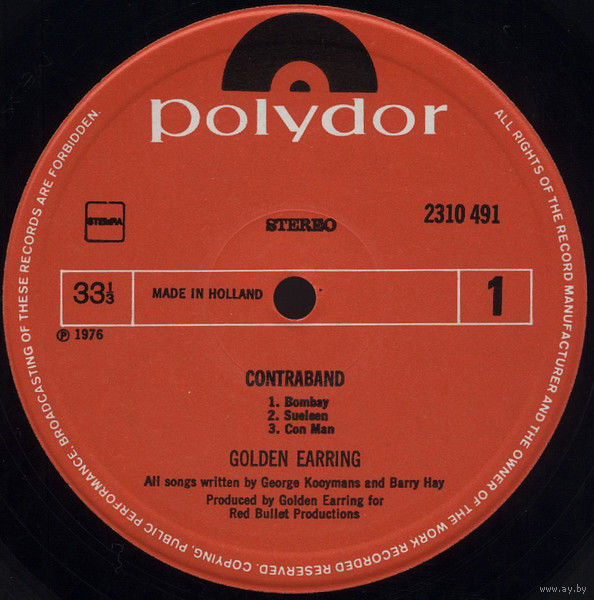 polydor
STEMRA
STEREO
2310 491
33⅓
MADE IN HOLLAND
1
℗ 1976
CONTRABAND
1. Bombay
2. Sueleen
3. Con Man
GOLDEN EARRING
All songs written by George Kooymans and Barry Hay
Produced by Golden Earring for
Red Bullet Productions
ALL RIGHTS OF THE RECORD MANUFACTURER AND THE OWNER OF THE WORK RECORDED RESERVED. COPYING, PUBLIC PERFORMANCE, BROADCASTING OF THESE RECORDS ARE FORBIDDEN.
www.ay.by